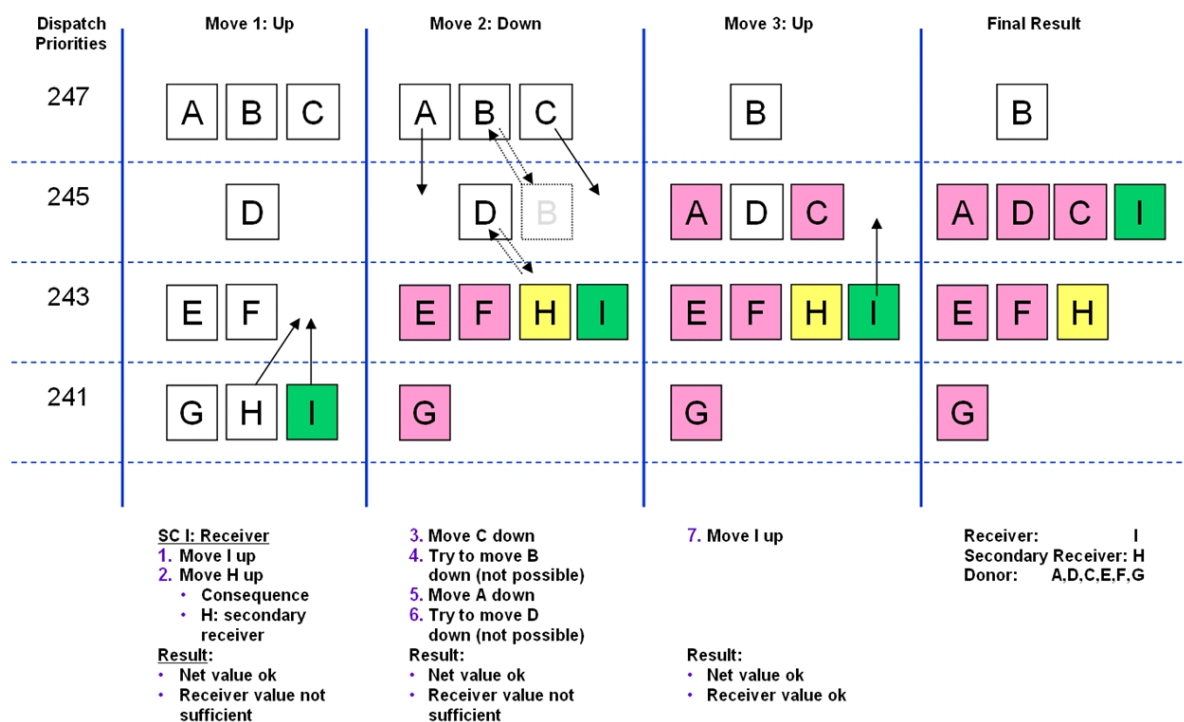 Dispatch
Priorities
Move 1: Up
Move 2: Down
Move 3: Up
Final Result
247
A B C
A B C
B
B
245
D
D B
A D C
A D C I
243
E F
E F H I
E F H I
E F H
241
G H I
G
G
G
SC I: Receiver
1. Move I up
2. Move H up
• Consequence
• H: secondary
receiver
Result:
• Net value ok
• Receiver value not
sufficient
3. Move C down
4. Try to move B
down (not possible)
5. Move A down
6. Try to move D
down (not possible)
Result:
• Net value ok
• Receiver value not
sufficient
7. Move I up
Result:
• Net value ok
• Receiver value ok
Receiver: I
Secondary Receiver: H
Donor: A,D,C,E,F,G